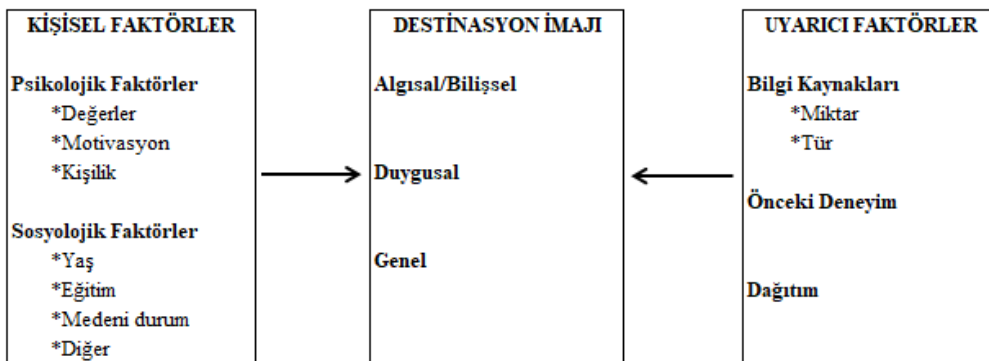 KİŞİSEL FAKTÖRLER
Psikolojik Faktörler
*Değerler
*Motivasyon
*Kişilik
Sosyolojik Faktörler
*Yaş
*Eğitim
*Medeni durum
*Diğer
DESTİNASYON İMAJI
Algısal/Bilişsel
Duygusal
Genel
UYARICI FAKTÖRLER
Bilgi Kaynakları
*Miktar
*Tür
Önceki Deneyim
Dağıtım